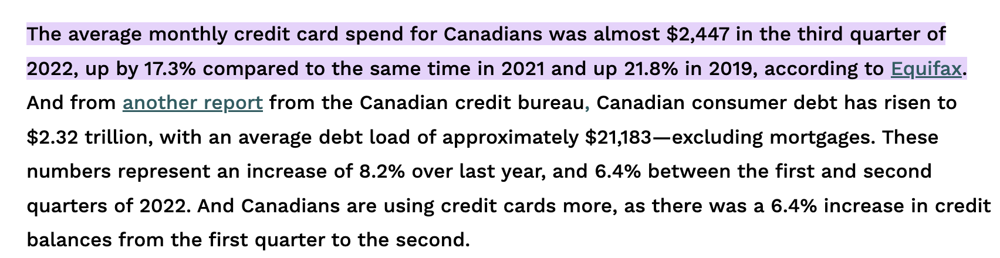 The average monthly credit card spend for Canadians was almost $2,447 in the third quarter of
2022, up by 17.3% compared to the same time in 2021 and up 21.8% in 2019, according to Equifax.
And from another report from the Canadian credit bureau, Canadian consumer debt has risen to
$2.32 trillion, with an average debt load of approximately $21,183—excluding mortgages. These
numbers represent an increase of 8.2% over last year, and 6.4% between the first and second
quarters of 2022. And Canadians are using credit cards more, as there was a 6.4% increase in credit
balances from the first quarter to the second.